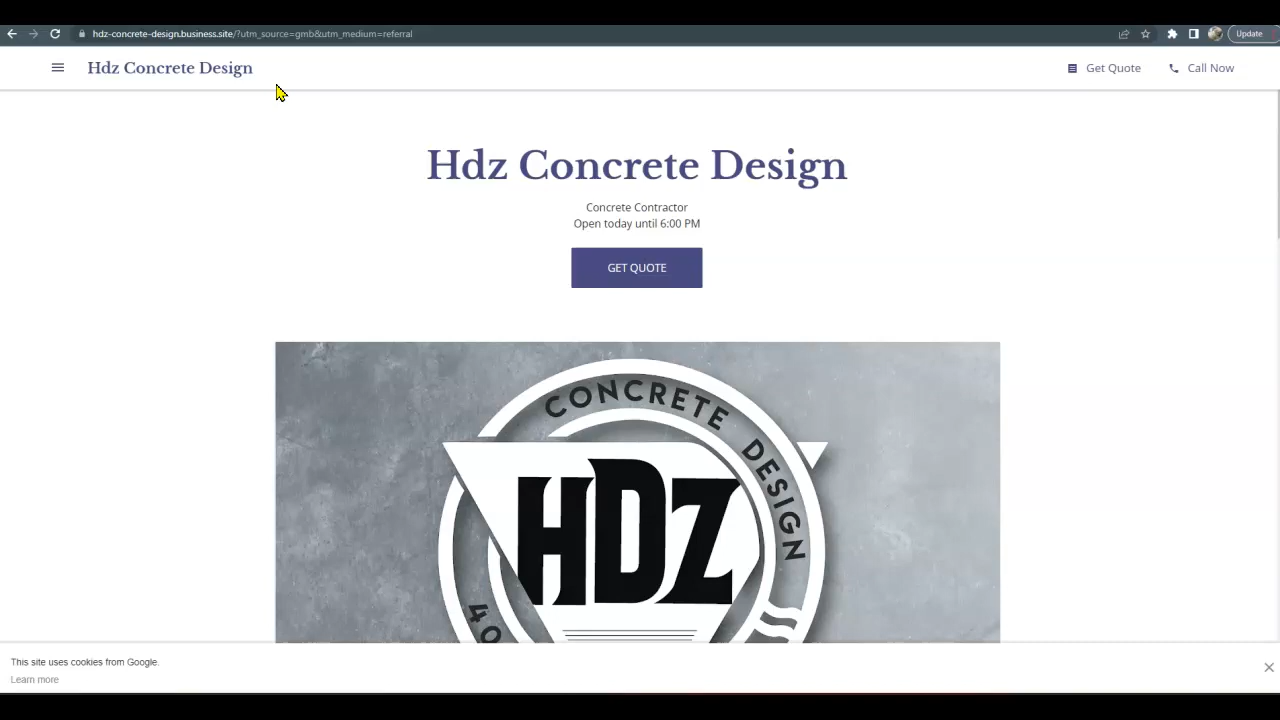 hdz-concrete-design.business.site/?utm_source=gmb&utm_medium=referral
Update
Hdz Concrete Design
Get Quote
Call Now
Hdz Concrete Design
Concrete Contractor
Open today until 6:00 PM
GET QUOTE
CONCRETE DESIGN
HDZ
40
This site uses cookies from Google.
Learn more